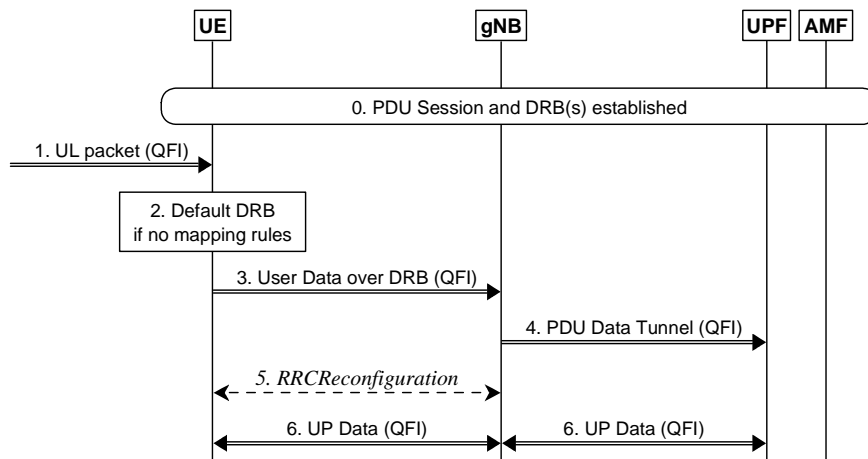 UE
gNB
UPF
AMF
0. PDU Session and DRB(s) established
1. UL packet (QFI)
2. Default DRB
if no mapping rules
3. User Data over DRB (QFI)
4. PDU Data Tunnel (QFI)
5. RRCReconfiguration
6. UP Data (QFI)
6. UP Data (QFI)